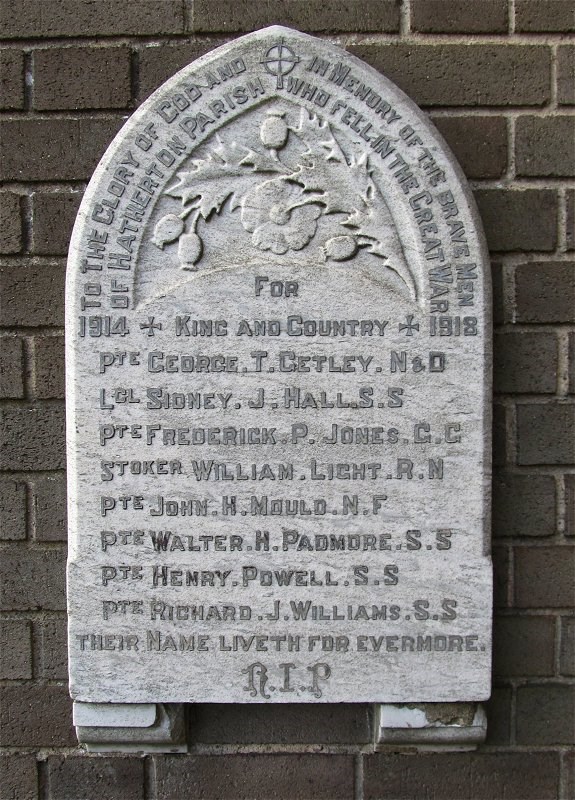 To The Glory of God and in Memory of the brave men
of Hatherton Parish who fell in the Great War
For
1914 + King and Country + 1918
Pte George.T.Getley. N&D
LCL Sidney.J.Hall.S.S
Pte Frederick.P.Jones.G.G
Stoker William.Light.R.N
Pte John.H.Mould.N.F
Pte Walter.H.Padmore.S.S
Pte Henry.Powell.S.S
Pte Richard.J.Williams.S.S
Their Name liveth for evermore.
R.I.P